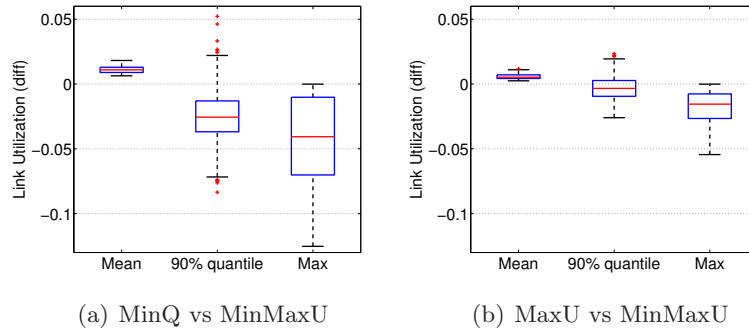 0.05
0
−0.05
−0.1
Link Utilization (diff)
Mean 90% quantile Max
(a) MinQ vs MinMaxU
0.05
0
−0.05
−0.1
Link Utilization (diff)
Mean 90% quantile Max
(b) MaxU vs MinMaxU